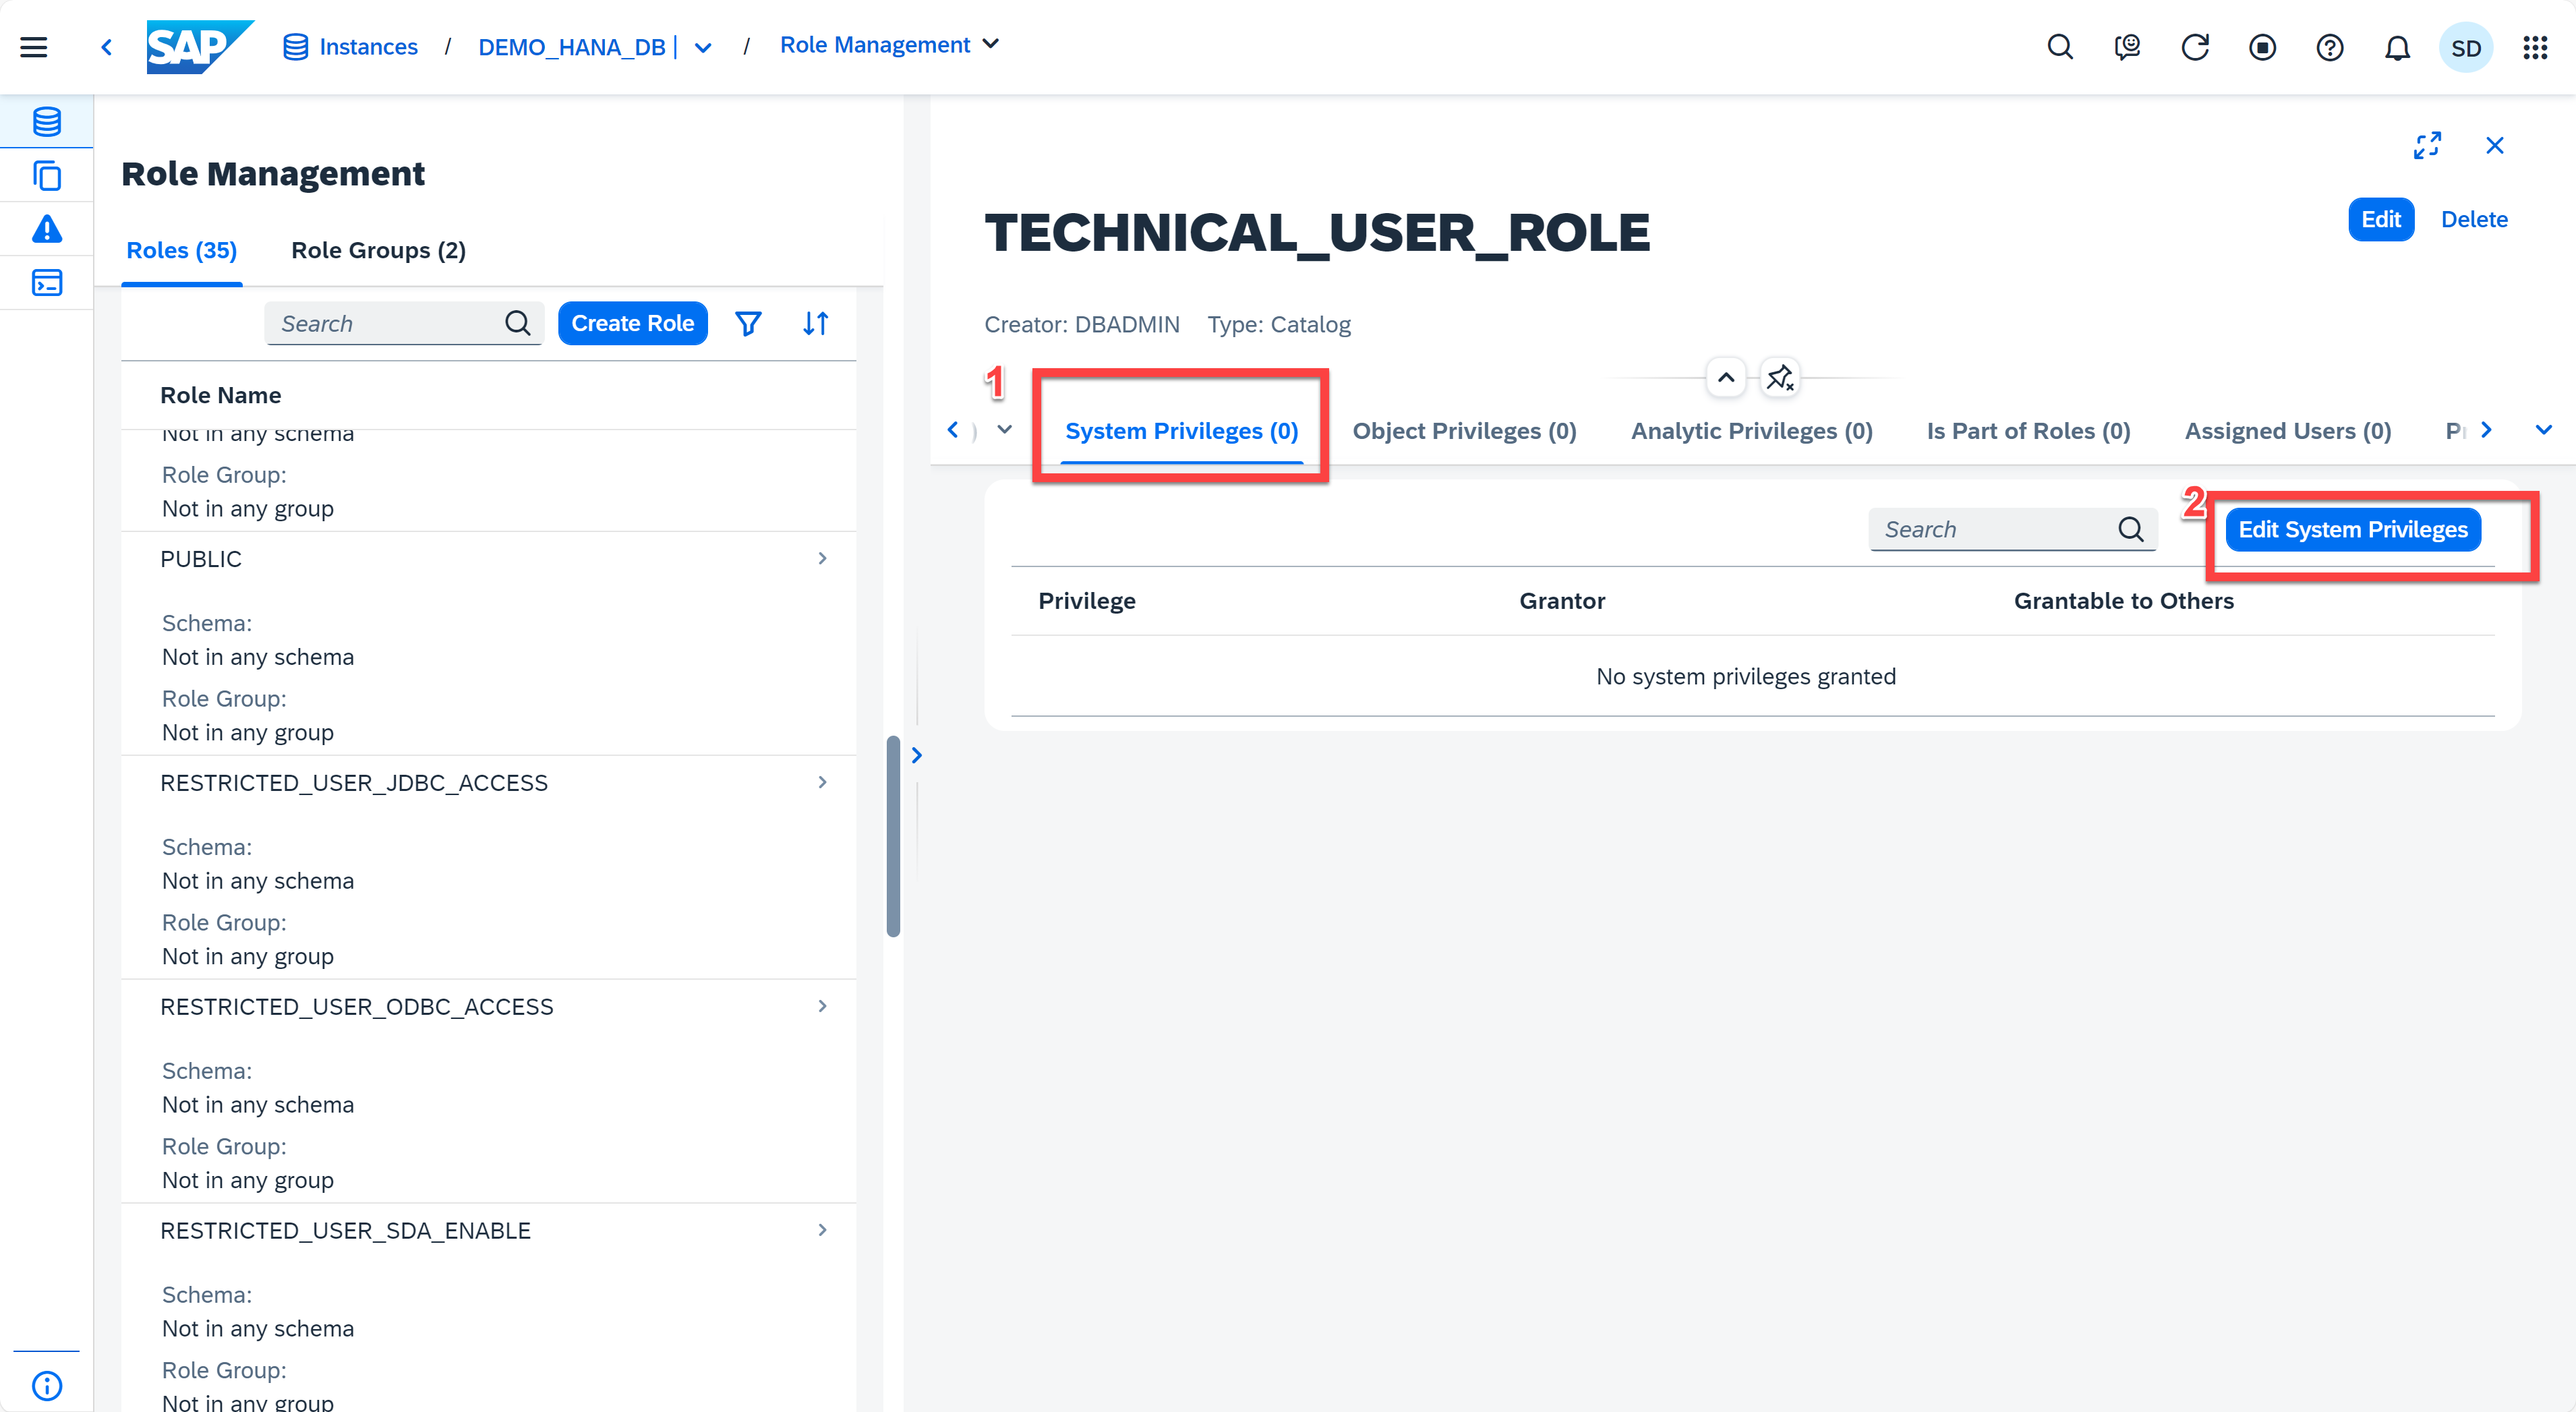 SAP Instances / DEMO_HANA_DB | / Role Management SD
Role Management
Roles (35) Role Groups (2)
Search Create Role
Role Name
Not in any schema
Role Group:
Not in any group
PUBLIC
Schema:
Not in any schema
Role Group:
Not in any group
RESTRICTED_USER_JDBC_ACCESS
Schema:
Not in any schema
Role Group:
Not in any group
RESTRICTED_USER_ODBC_ACCESS
Schema:
Not in any schema
Role Group:
Not in any group
RESTRICTED_USER_SDA_ENABLE
Schema:
Not in any schema
Role Group:
Not in any group
TECHNICAL_USER_ROLE
Edit Delete
Creator: DBADMIN Type: Catalog
1
) System Privileges (0) Object Privileges (0) Analytic Privileges (0) Is Part of Roles (0) Assigned Users (0)
2
Search Edit System Privileges
Privilege Grantor Grantable to Others
No system privileges granted